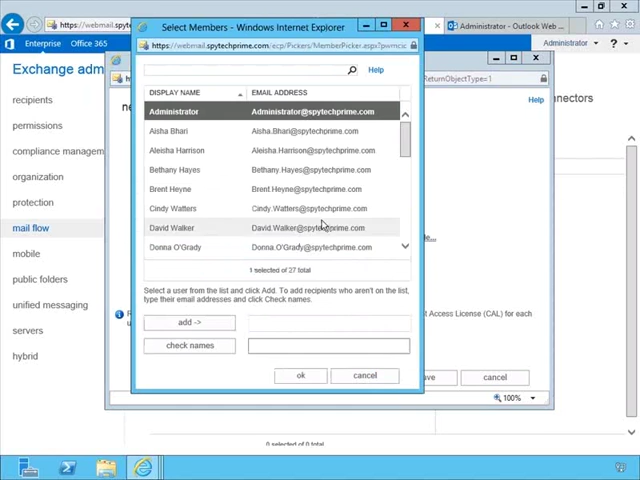 Select Members - Windows Internet Explorer
https://webmail.spytechprime.com/ecp/Pickers/MemberPicker.aspx?pwmcsc
https://webmail.spyt
Administrator - Outlook Web ...
Enterprise Office 365
Administrator
?
Exchange adm
ReturnObjectType=1
Help
Help
recipients
permissions
compliance managem
organization
protection
mail flow
mobile
public folders
unified messaging
servers
hybrid
ne
onnectors
DISPLAY NAME EMAIL ADDRESS
Administrator Administrator@spytechprime.com
Aisha Bhari Aisha.Bhari@spytechprime.com
Aleisha Harrison Aleisha.Harrison@spytechprime.com
Bethany Hayes Bethany.Hayes@spytechprime.com
Brent Heyne Brent.Heyne@spytechprime.com
Cindy Watters Cindy.Watters@spytechprime.com
David Walker David.Walker@spytechprime.com
Donna O'Grady Donna.O'Grady@spytechprime.com
1 selected of 27 total
Select a user from the list and click Add. To add recipients who aren't on the list,
type their email addresses and click Check names.
add ->
check names
ok cancel
t Access License (CAL) for each
ave cancel
100%
0 selected of 0 total